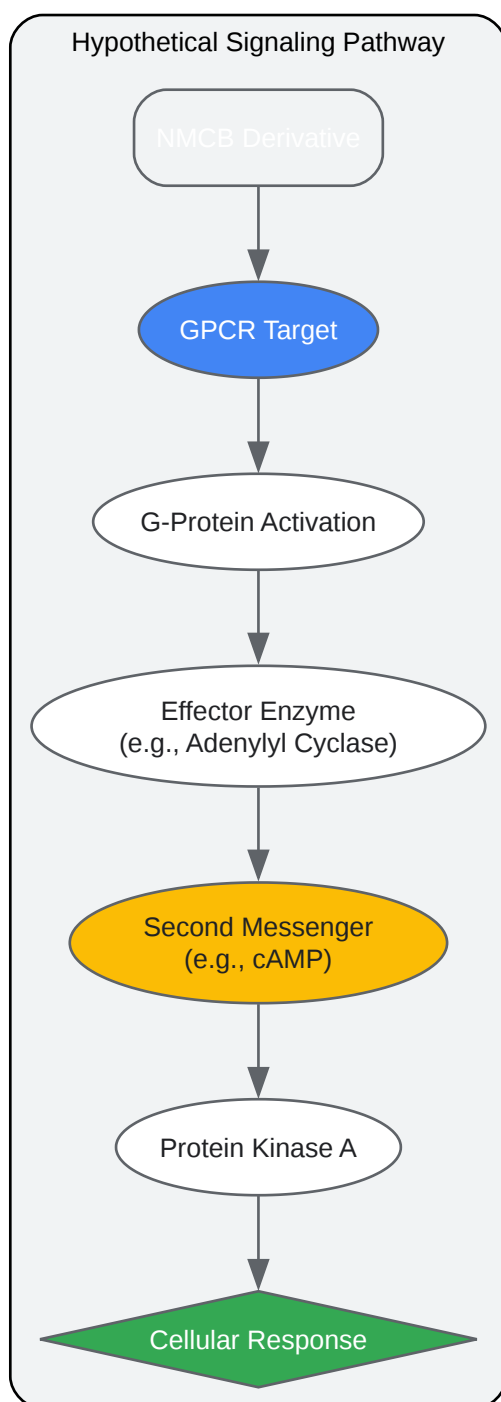 Hypothetical Signaling Pathway
NMCB Derivative
GPCR Target
G-Protein Activation
Effector Enzyme
(e.g., Adenylyl Cyclase)
Second Messenger
(e.g., cAMP)
Protein Kinase A
Cellular Response